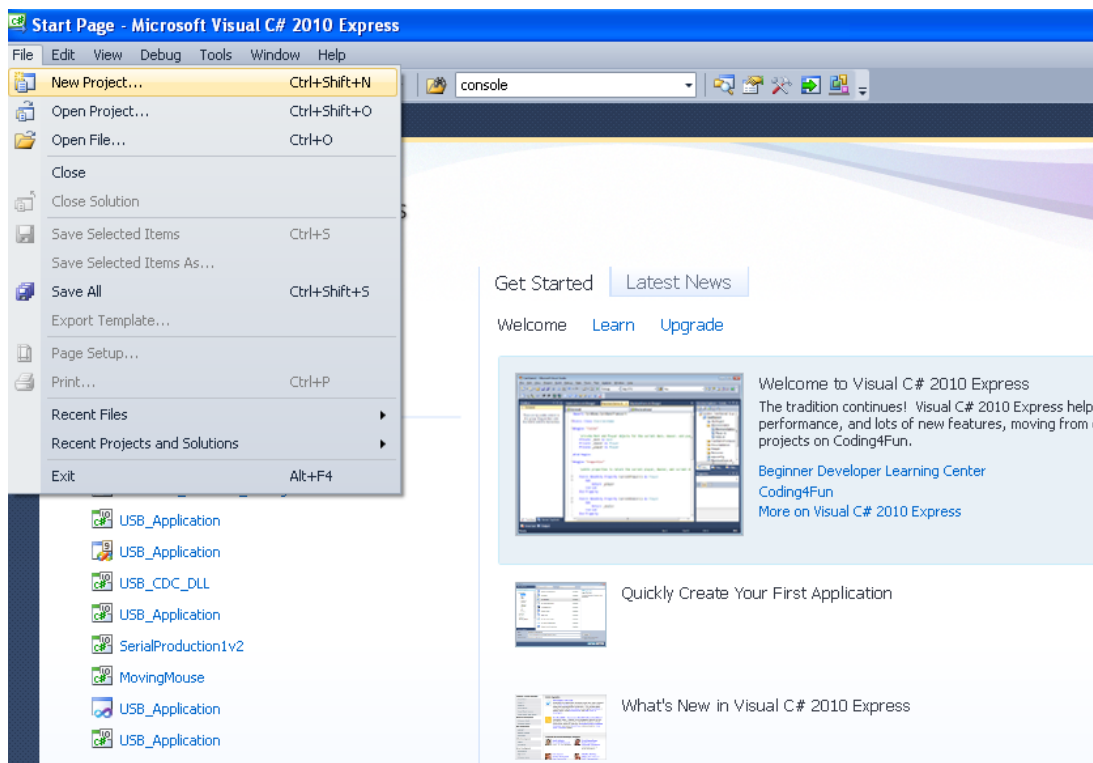 Start Page - Microsoft Visual C# 2010 Express
File Edit View Debug Tools Window Help
New Project... Ctrl+Shift+N
console
Open Project... Ctrl+Shift+O
Open File... Ctrl+O
Close
Close Solution
Save Selected Items Ctrl+S
Save Selected Items As...
Save All Ctrl+Shift+S
Export Template...
Page Setup...
Print... Ctrl+P
Recent Files
Recent Projects and Solutions
Exit Alt+F4
USB_Application
USB_Application
USB_CDC_DLL
USB_Application
SerialProduction1v2
MovingMouse
USB_Application
USB_Application
Get Started Latest News
Welcome Learn Upgrade
Welcome to Visual C# 2010 Express
The tradition continues! Visual C# 2010 Express help
performance, and lots of new features, moving from
projects on Coding4Fun.
Beginner Developer Learning Center
Coding4Fun
More on Visual C# 2010 Express
Quickly Create Your First Application
What's New in Visual C# 2010 Express